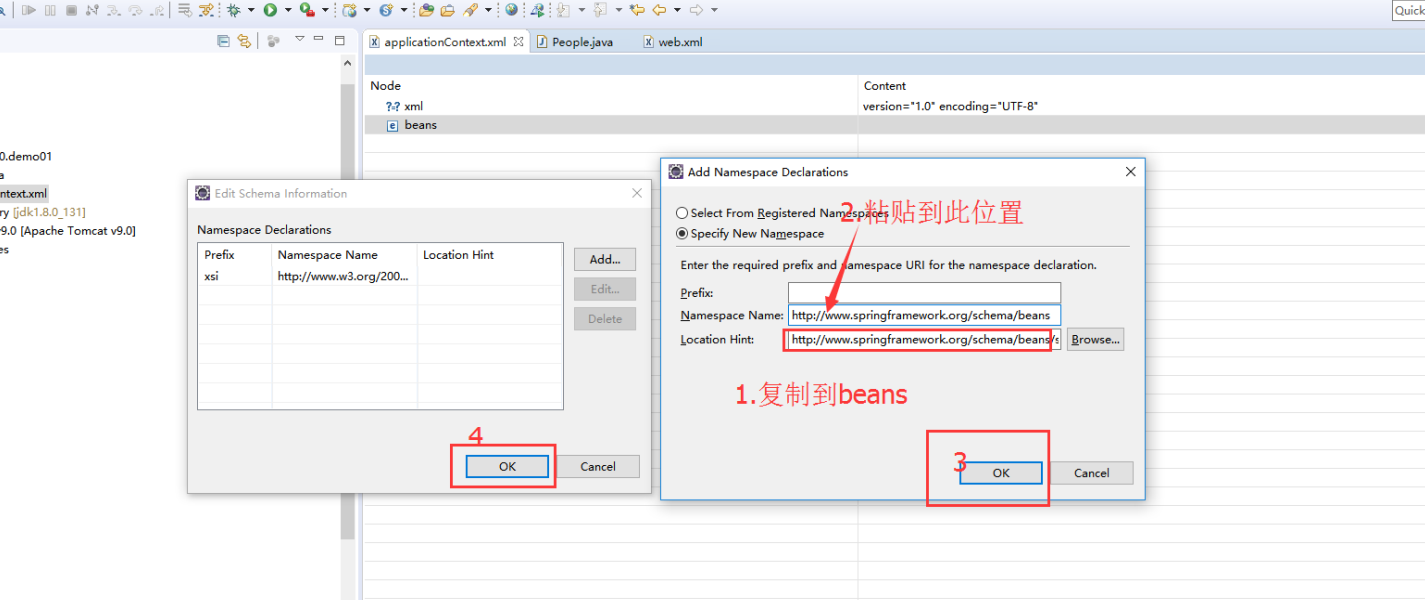 Quick
applicationContext.xml
People.java
web.xml
Node
Content
?=? xml
version="1.0" encoding="UTF-8"
e beans
0.demo01
a
ntext.xml
ry [jdk1.8.0_131]
v9.0 [Apache Tomcat v9.0]
es
Edit Schema Information
Namespace Declarations
Prefix
Namespace Name
Location Hint
xsi
http://www.w3.org/200...
Add...
Edit...
Delete
4
OK
Cancel
Add Namespace Declarations
Select From Registered Namespaces
2.粘贴到此位置
Specify New Namespace
Enter the required prefix and namespace URI for the namespace declaration.
Prefix:
Namespace Name:
http://www.springframework.org/schema/beans
Location Hint:
http://www.springframework.org/schema/beans/s
Browse...
1.复制到beans
3
OK
Cancel